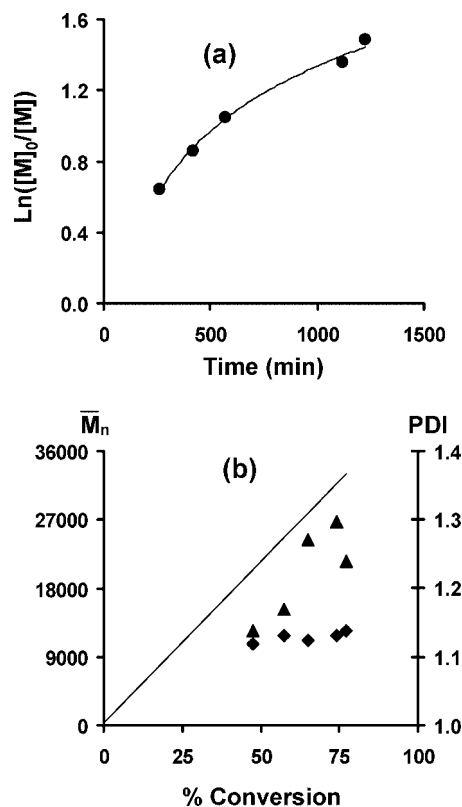 (a)
Ln([M]₀/[M])
1.6
1.2
0.8
0.4
0.0
0 500 1000 1500
Time (min)
M̅n PDI
(b)
36000 1.4
27000 1.3
18000 1.2
9000 1.1
0 1.0
0 25 50 75 100
% Conversion